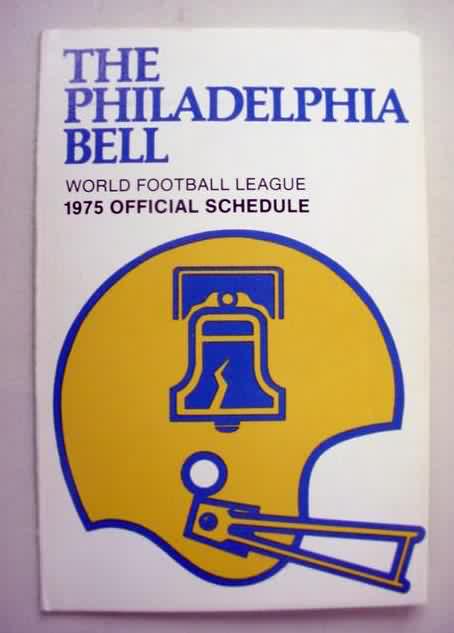 THE
PHILADELPHIA
BELL
WORLD FOOTBALL LEAGUE
1975 OFFICIAL SCHEDULE